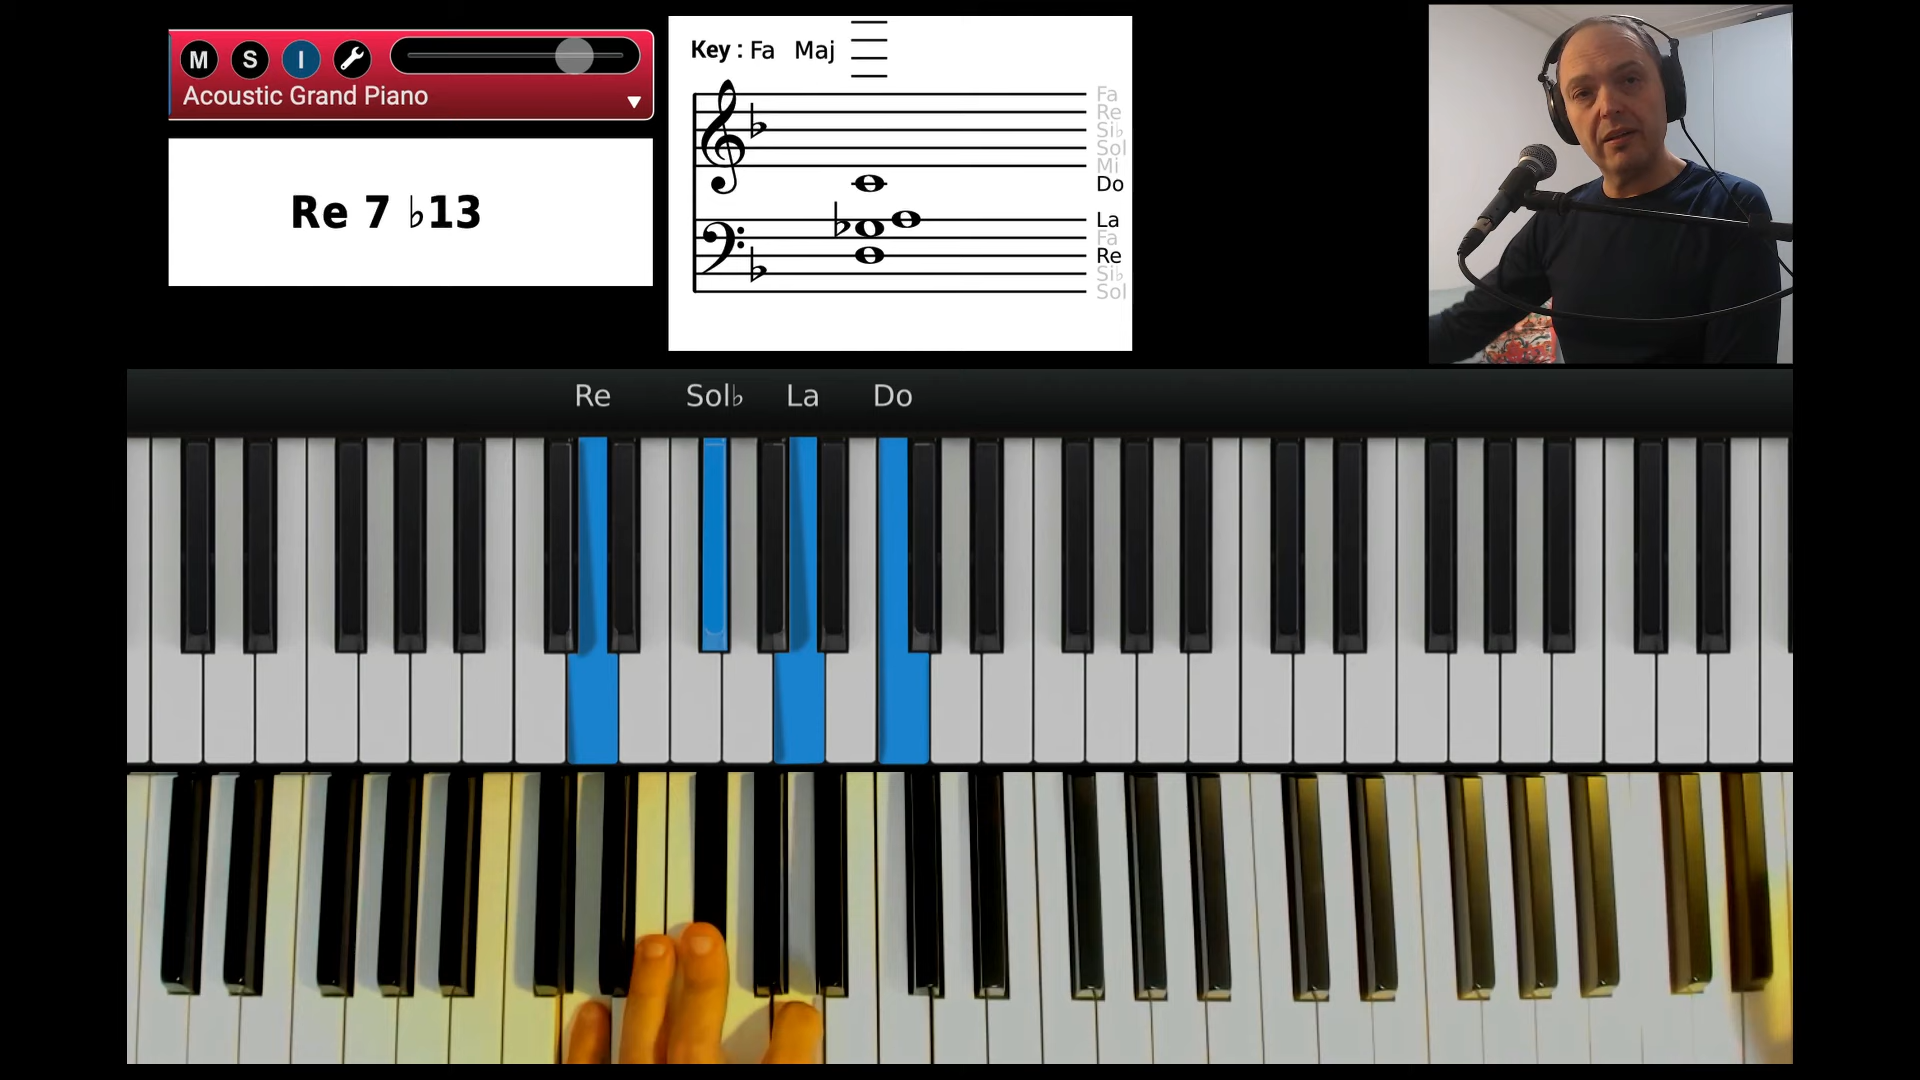 M S I
Acoustic Grand Piano
Re 7 ♭13
Key : Fa Maj
Fa
Re
Si♭
Sol
Mi
Do
La
Fa
Re
Si♭
Sol
Re Sol♭ La Do